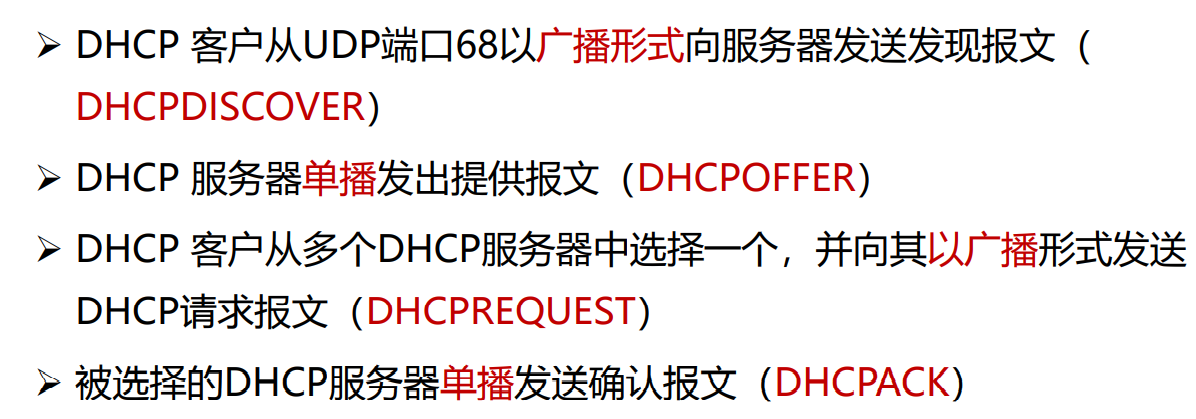 ➢ DHCP 客户从UDP端口68以广播形式向服务器发送发现报文（
DHCPDISCOVER）
➢ DHCP 服务器单播发出提供报文（DHCPOFFER）
➢ DHCP 客户从多个DHCP服务器中选择一个，并向其以广播形式发送
DHCP请求报文（DHCPREQUEST）
➢ 被选择的DHCP服务器单播发送确认报文（DHCPACK）